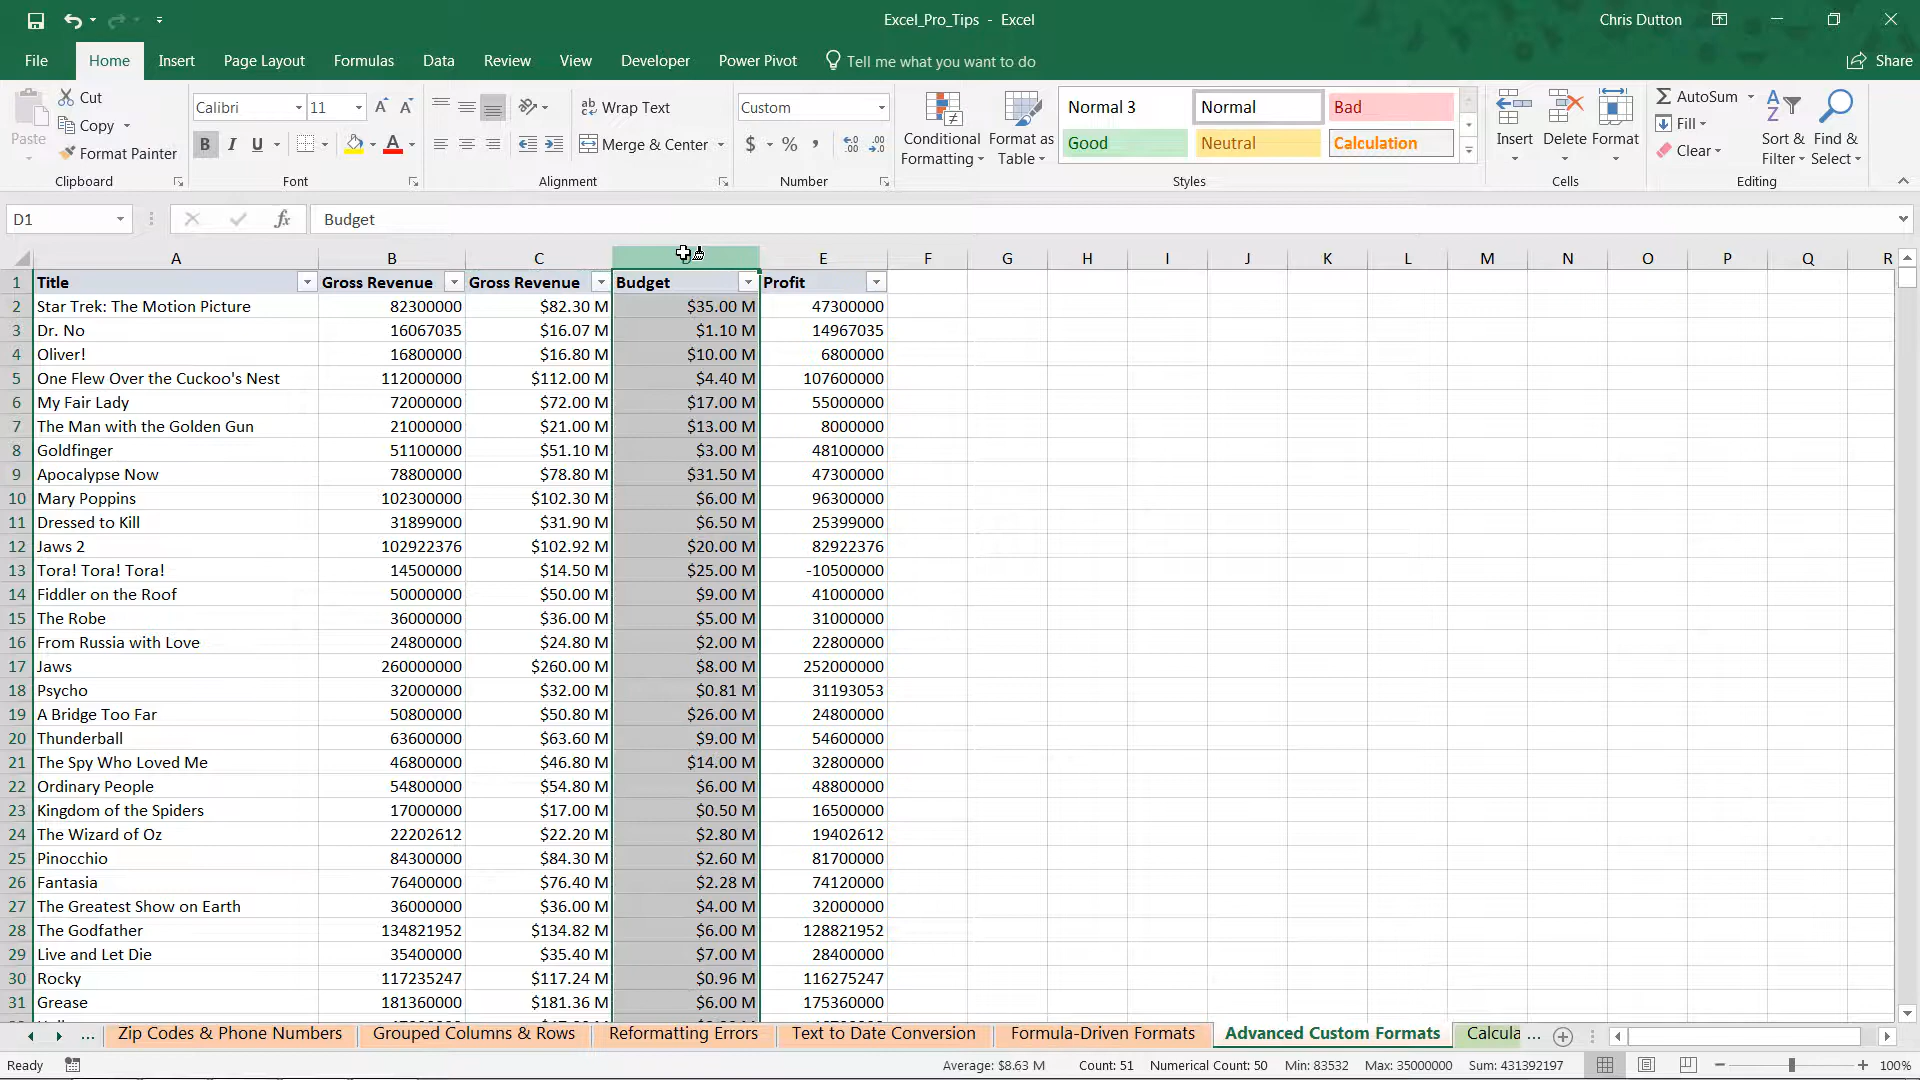 Excel_Pro_Tips - Excel
Chris Dutton
File Home Insert Page Layout Formulas Data Review View Developer Power Pivot Tell me what you want to do Share
Paste Cut Copy Format Painter Clipboard
Calibri 11 B I U A A A Font
ab Wrap Text Merge & Center Alignment
Custom $ % , Number
Conditional Formatting Format as Table
Normal 3 Normal Bad
Good Neutral Calculation
Styles
Insert Delete Format Cells
AutoSum Fill Clear Sort & Filter Find & Select Editing
D1 fx Budget
A B C E F G H I J K L M N O P Q R
1 Title Gross Revenue Gross Revenue Budget Profit
2 Star Trek: The Motion Picture 82300000 $82.30 M $35.00 M 47300000
3 Dr. No 16067035 $16.07 M $1.10 M 14967035
4 Oliver! 16800000 $16.80 M $10.00 M 6800000
5 One Flew Over the Cuckoo's Nest 112000000 $112.00 M $4.40 M 107600000
6 My Fair Lady 72000000 $72.00 M $17.00 M 55000000
7 The Man with the Golden Gun 21000000 $21.00 M $13.00 M 8000000
8 Goldfinger 51100000 $51.10 M $3.00 M 48100000
9 Apocalypse Now 78800000 $78.80 M $31.50 M 47300000
10 Mary Poppins 102300000 $102.30 M $6.00 M 96300000
11 Dressed to Kill 31899000 $31.90 M $6.50 M 25399000
12 Jaws 2 102922376 $102.92 M $20.00 M 82922376
13 Tora! Tora! Tora! 14500000 $14.50 M $25.00 M -10500000
14 Fiddler on the Roof 50000000 $50.00 M $9.00 M 41000000
15 The Robe 36000000 $36.00 M $5.00 M 31000000
16 From Russia with Love 24800000 $24.80 M $2.00 M 22800000
17 Jaws 260000000 $260.00 M $8.00 M 252000000
18 Psycho 32000000 $32.00 M $0.81 M 31193053
19 A Bridge Too Far 50800000 $50.80 M $26.00 M 24800000
20 Thunderball 63600000 $63.60 M $9.00 M 54600000
21 The Spy Who Loved Me 46800000 $46.80 M $14.00 M 32800000
22 Ordinary People 54800000 $54.80 M $6.00 M 48800000
23 Kingdom of the Spiders 17000000 $17.00 M $0.50 M 16500000
24 The Wizard of Oz 22202612 $22.20 M $2.80 M 19402612
25 Pinocchio 84300000 $84.30 M $2.60 M 81700000
26 Fantasia 76400000 $76.40 M $2.28 M 74120000
27 The Greatest Show on Earth 36000000 $36.00 M $4.00 M 32000000
28 The Godfather 134821952 $134.82 M $6.00 M 128821952
29 Live and Let Die 35400000 $35.40 M $7.00 M 28400000
30 Rocky 117235247 $117.24 M $0.96 M 116275247
31 Grease 181360000 $181.36 M $6.00 M 175360000
... Zip Codes & Phone Numbers Grouped Columns & Rows Reformatting Errors Text to Date Conversion Formula-Driven Formats Advanced Custom Formats Calcula ...
Ready Average: $8.63 M Count: 51 Numerical Count: 50 Min: 83532 Max: 35000000 Sum: 431392197 100%